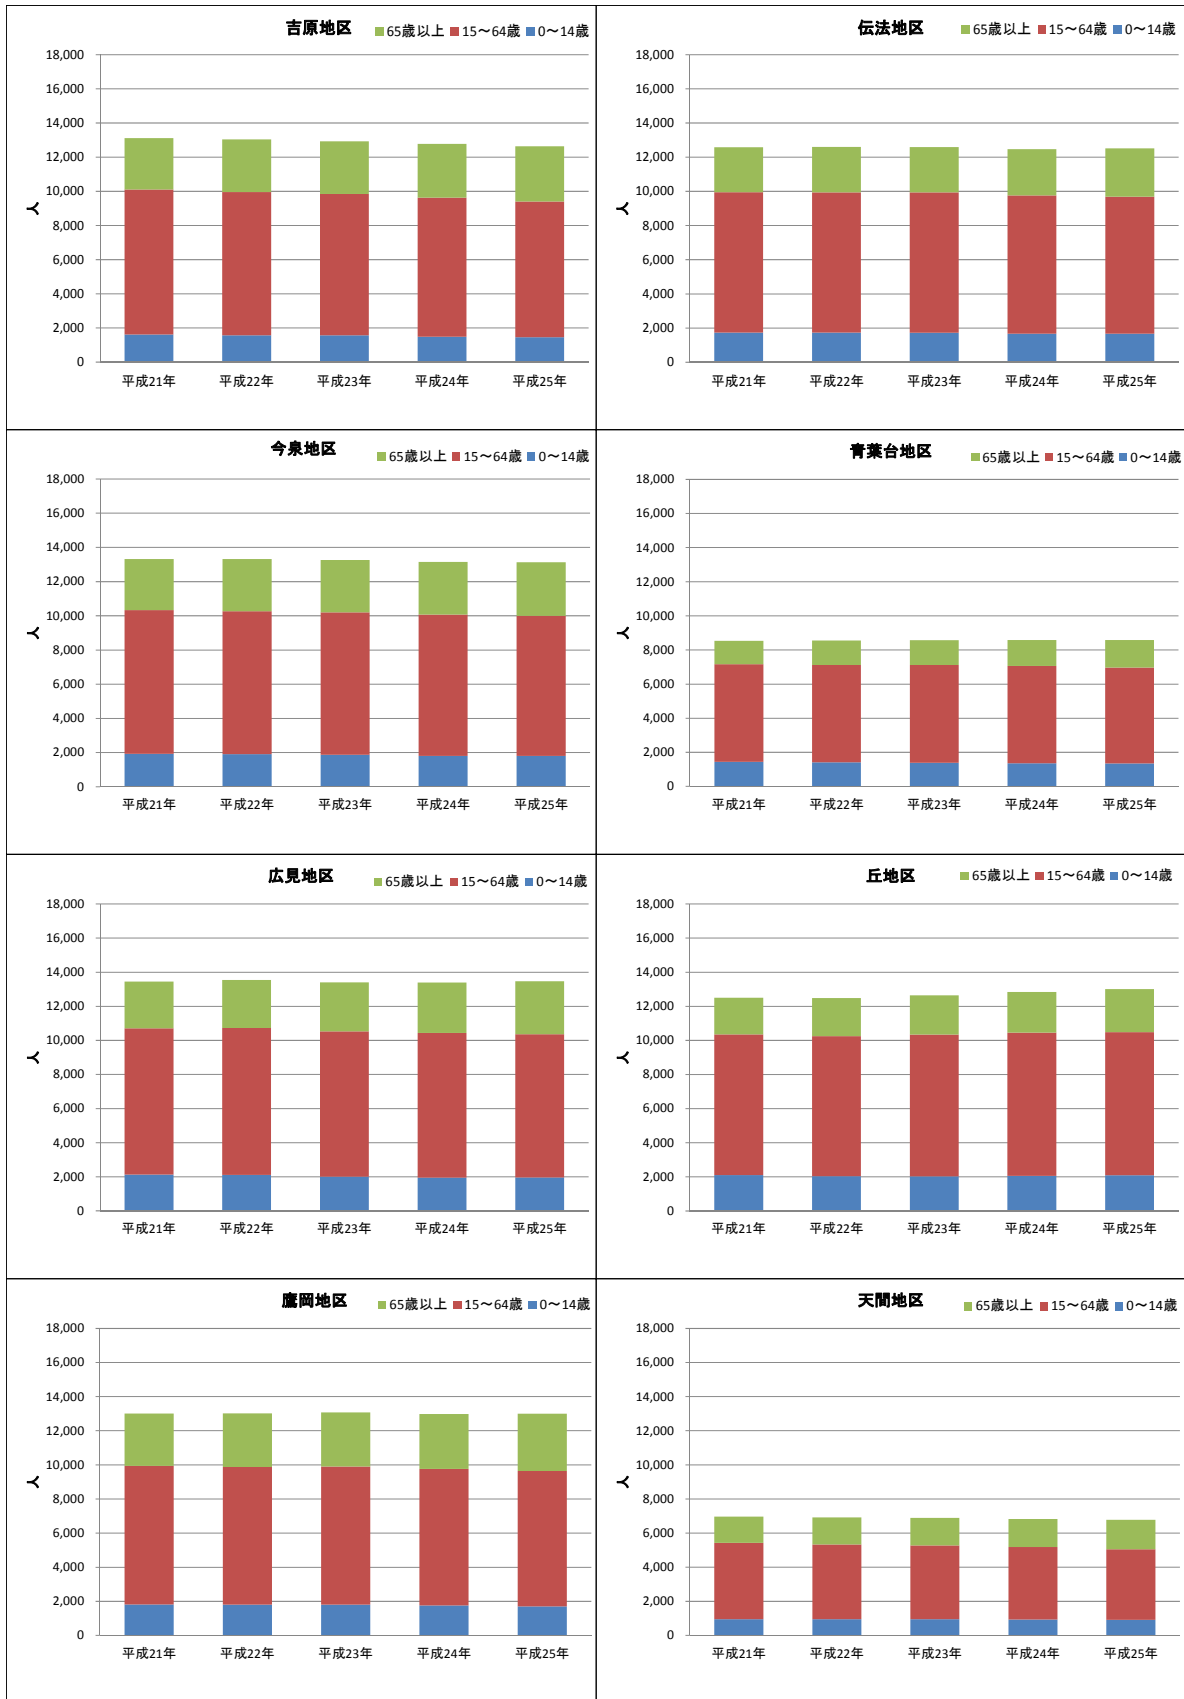 吉原地区
■65歳以上 ■15～64歳 ■0～14歳
18,000
16,000
14,000
12,000
10,000
8,000
6,000
4,000
2,000
0
人
平成21年 平成22年 平成23年 平成24年 平成25年
伝法地区
■65歳以上 ■15～64歳 ■0～14歳
18,000
16,000
14,000
12,000
10,000
8,000
6,000
4,000
2,000
0
人
平成21年 平成22年 平成23年 平成24年 平成25年
今泉地区
■65歳以上 ■15～64歳 ■0～14歳
18,000
16,000
14,000
12,000
10,000
8,000
6,000
4,000
2,000
0
人
平成21年 平成22年 平成23年 平成24年 平成25年
青葉台地区
■65歳以上 ■15～64歳 ■0～14歳
18,000
16,000
14,000
12,000
10,000
8,000
6,000
4,000
2,000
0
人
平成21年 平成22年 平成23年 平成24年 平成25年
広見地区
■65歳以上 ■15～64歳 ■0～14歳
18,000
16,000
14,000
12,000
10,000
8,000
6,000
4,000
2,000
0
人
平成21年 平成22年 平成23年 平成24年 平成25年
丘地区
■65歳以上 ■15～64歳 ■0～14歳
18,000
16,000
14,000
12,000
10,000
8,000
6,000
4,000
2,000
0
人
平成21年 平成22年 平成23年 平成24年 平成25年
鷹岡地区
■65歳以上 ■15～64歳 ■0～14歳
18,000
16,000
14,000
12,000
10,000
8,000
6,000
4,000
2,000
0
人
平成21年 平成22年 平成23年 平成24年 平成25年
天間地区
■65歳以上 ■15～64歳 ■0～14歳
18,000
16,000
14,000
12,000
10,000
8,000
6,000
4,000
2,000
0
人
平成21年 平成22年 平成23年 平成24年 平成25年